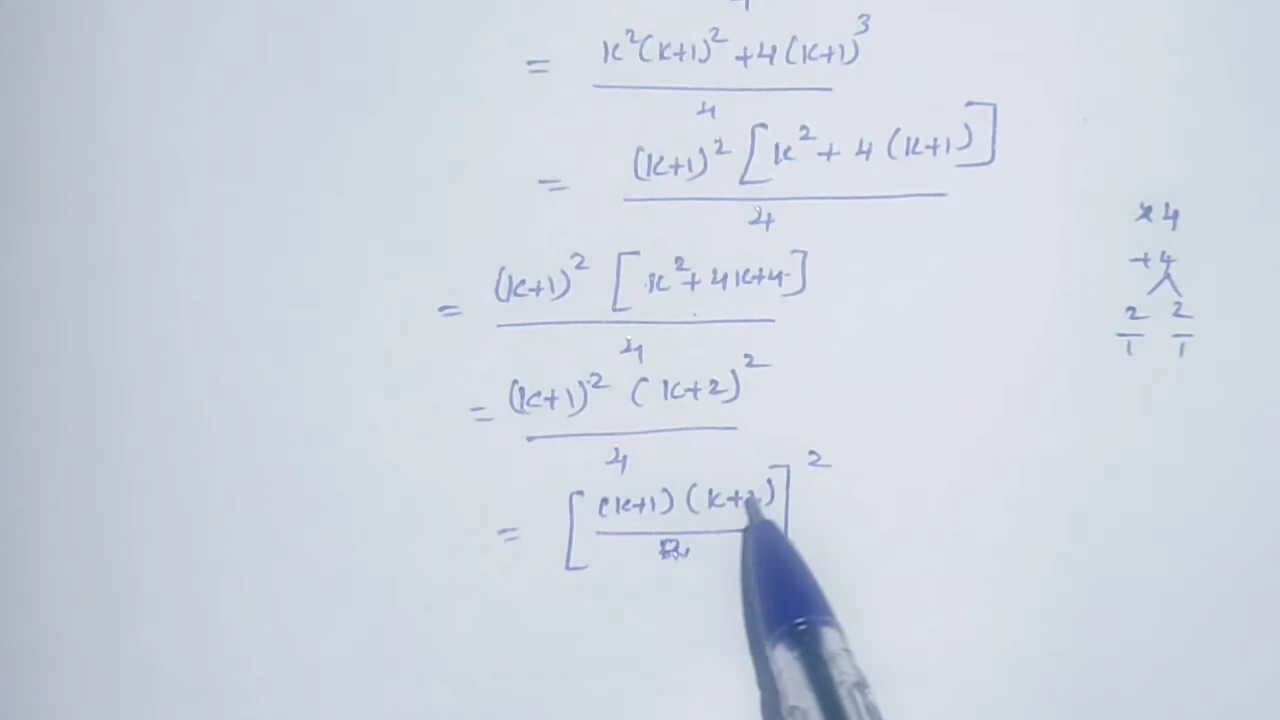 = k²(k+1)² + 4(k+1)³
4
= (k+1)² [k² + 4(k+1)]
4
= (k+1)² [k² + 4k+4]
4
= (k+1)² (k+2)²
4
= [(k+1) (k+2)]²
2
× 4
+ 4
2 2
1 1